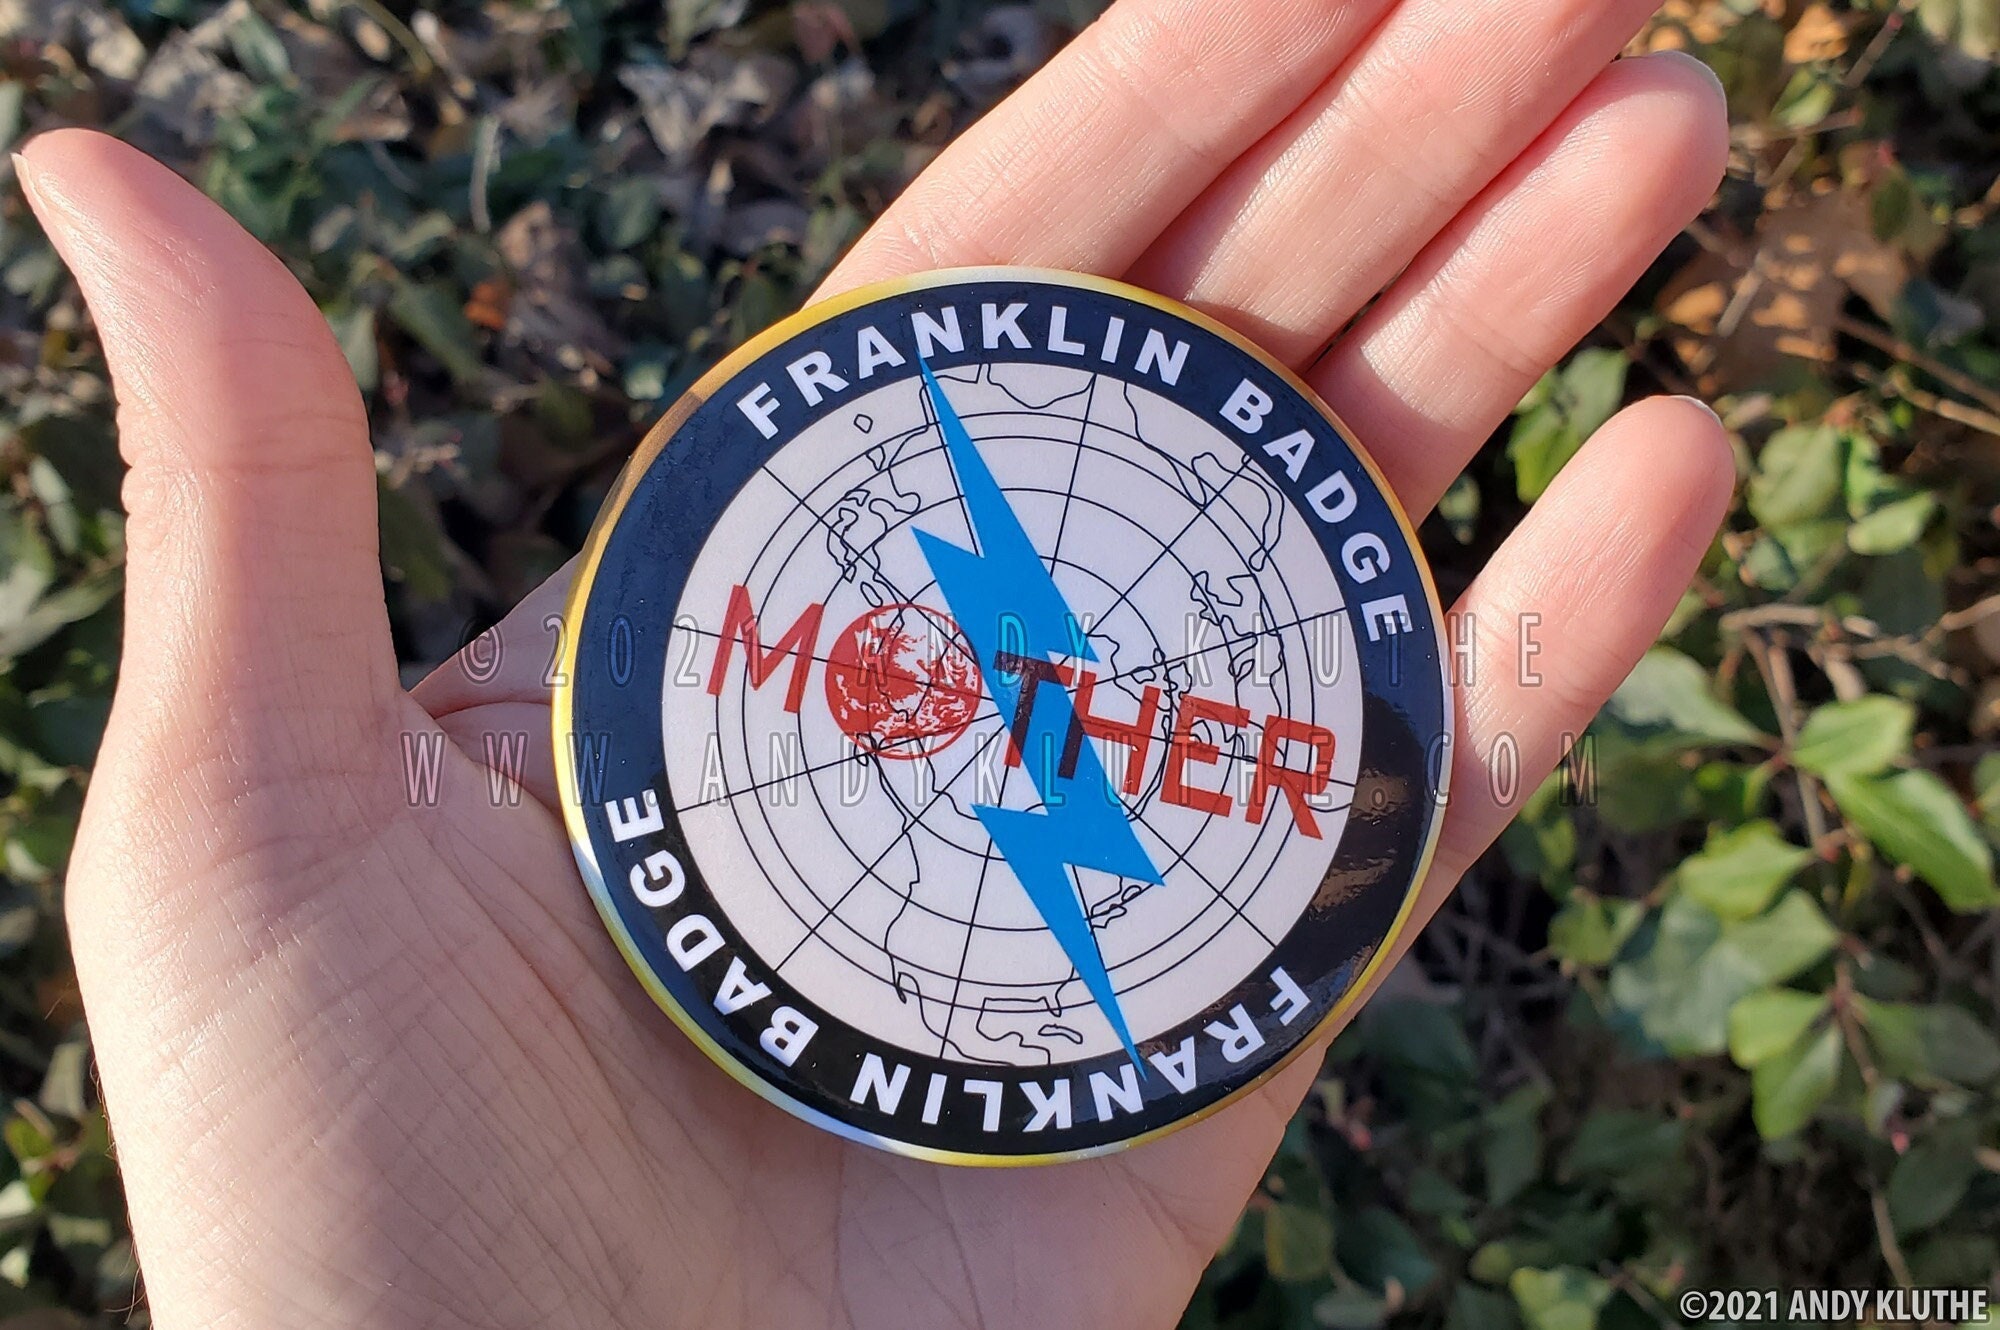 FRANKLIN BADGE
MOTHER
FRANKLIN BADGE
© 2021 ANDY KLUTHE
WWW.ANDYKLUTHE.COM
©2021 ANDY KLUTHE